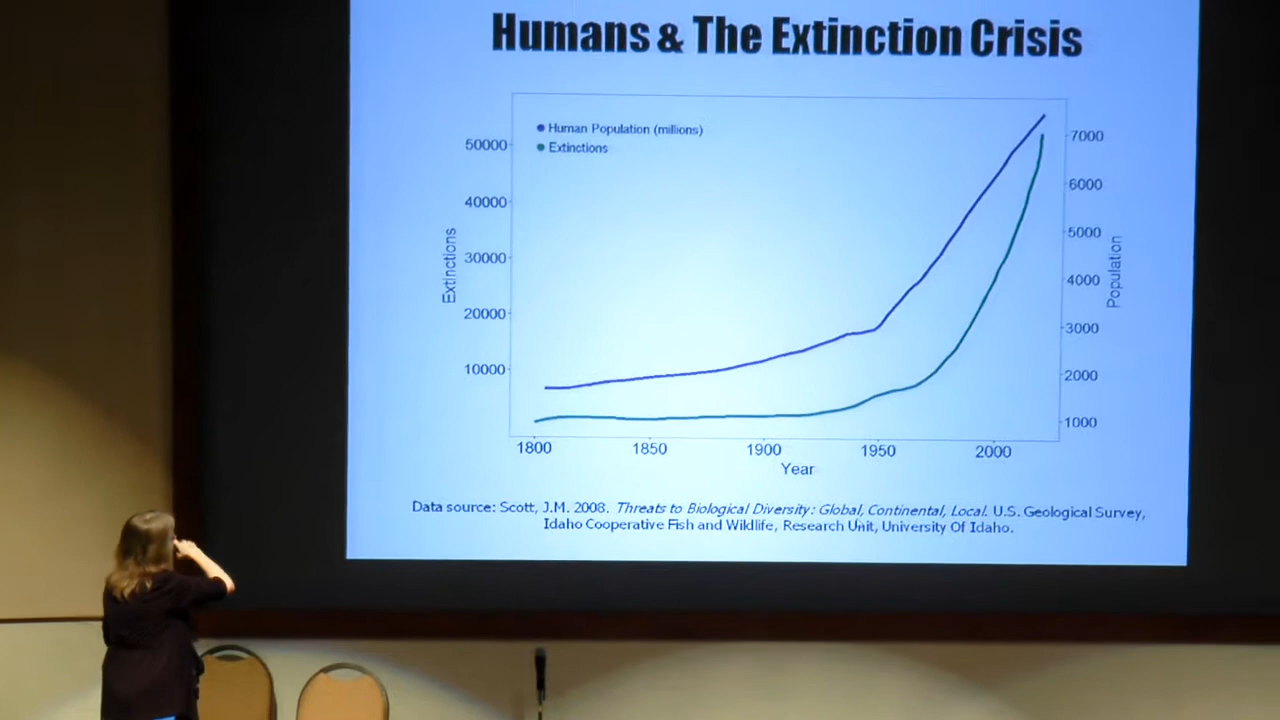 Humans & The Extinction Crisis
Human Population (millions)
Extinctions
50000
40000
30000
20000
10000
Extinctions
7000
6000
5000
4000
3000
2000
1000
Population
1800 1850 1900 1950 2000
Year
Data source: Scott, J.M. 2008. Threats to Biological Diversity: Global, Continental, Local. U.S. Geological Survey,
Idaho Cooperative Fish and Wildlife, Research Unit, University Of Idaho.